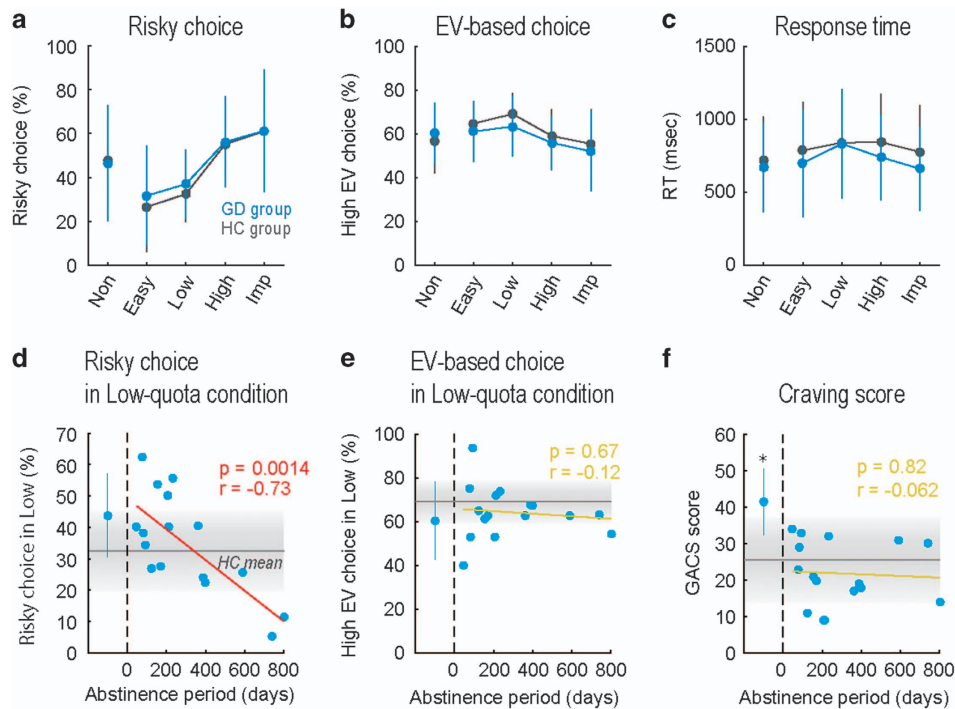 a
Risky choice
Risky choice (%)
100
80
60
40
20
0
GD group
HC group
Non
Easy
Low
High
Imp
b
EV-based choice
High EV choice (%)
100
80
60
40
20
0
Non
Easy
Low
High
Imp
c
Response time
RT (msec)
1500
1000
500
0
Non
Easy
Low
High
Imp
d
Risky choice
in Low-quota condition
Risky choice in Low (%)
70
60
50
40
30
20
10
0
p = 0.0014
r = -0.73
HC mean
0 200 400 600 800
Abstinence period (days)
e
EV-based choice
in Low-quota condition
High EV choice in Low (%)
100
80
60
40
20
0
p = 0.67
r = -0.12
0 200 400 600 800
Abstinence period (days)
f
Craving score
GACS score
60
50
40
30
20
10
0
*
p = 0.82
r = -0.062
0 200 400 600 800
Abstinence period (days)